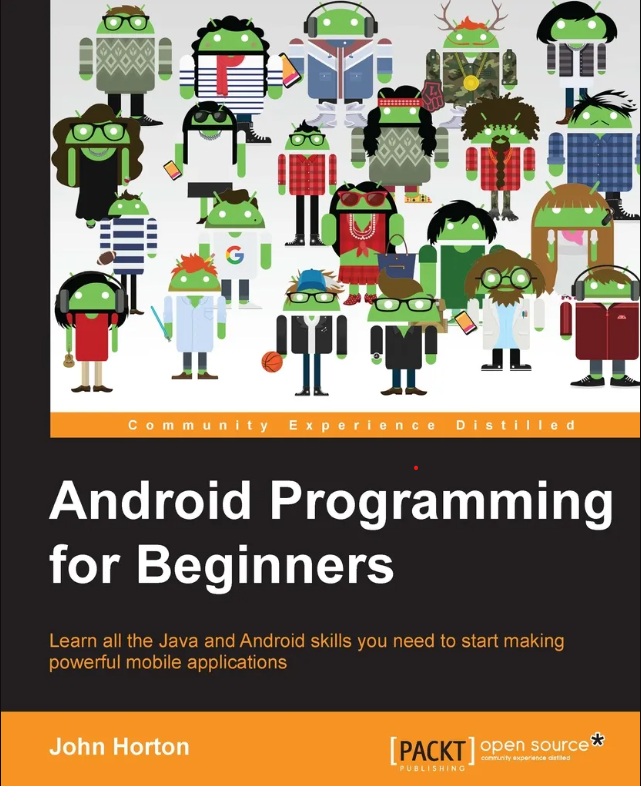 G
Community Experience Distilled
Android Programming
for Beginners
Learn all the Java and Android skills you need to start making
powerful mobile applications
John Horton
[PACKT] open source*
PUBLISHING community experience distilled